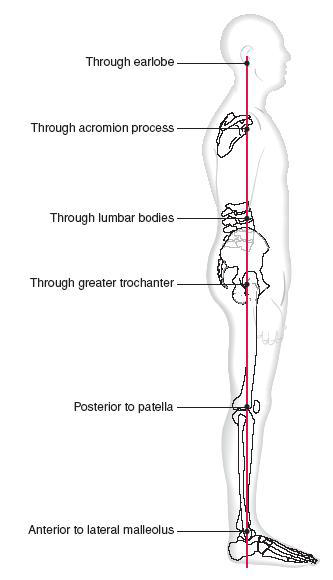 Through earlobe
Through acromion process
Through lumbar bodies
Through greater trochanter
Posterior to patella
Anterior to lateral malleolus